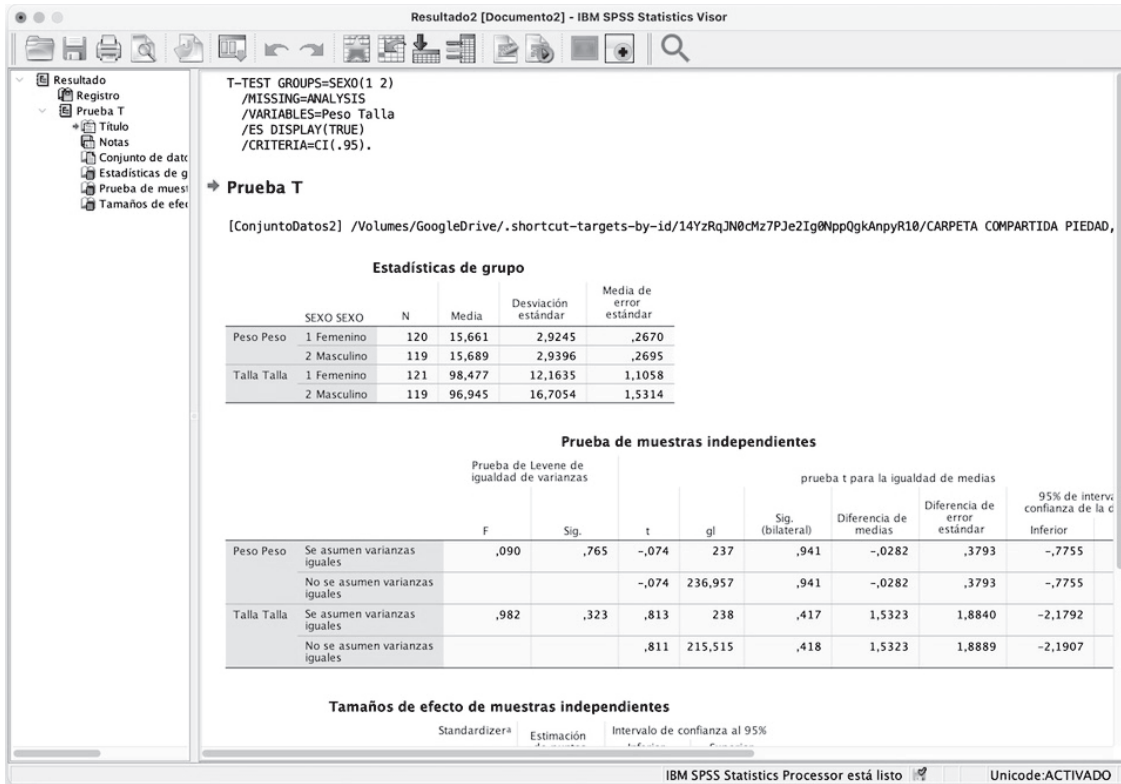 Resultado2 [Documento2] - IBM SPSS Statistics Visor
Resultado
Registro
Prueba T
Título
Notas
Conjunto de dato
Estadísticas de g
Prueba de mues
Tamaños de efe
T-TEST GROUPS=SEXO(1 2)
/MISSING=ANALYSIS
/VARIABLES=Peso Talla
/ES DISPLAY(TRUE)
/CRITERIA=CI(.95).
Prueba T
[ConjuntoDatos2] /Volumes/GoogleDrive/.shortcut-targets-by-id/14YzRqJN0cMz7PJe2Ig0NppQgkAnpyR10/CARPETA COMPARTIDA PIEDAD,
Estadísticas de grupo
SEXO SEXO N Media Desviación estándar Media de error estándar
Peso Peso 1 Femenino 120 15,661 2,9245 ,2670
2 Masculino 119 15,689 2,9396 ,2695
Talla Talla 1 Femenino 121 98,477 12,1635 1,1058
2 Masculino 119 96,945 16,7054 1,5314
Prueba de muestras independientes
Prueba de Levene de igualdad de varianzas prueba t para la igualdad de medias
95% de interva
confianza de la d
F Sig. t gl Sig. (bilateral) Diferencia de medias Diferencia de error estándar Inferior
Peso Peso Se asumen varianzas iguales ,090 ,765 -,074 237 ,941 -,0282 ,3793 -,7755
No se asumen varianzas iguales -,074 236,957 ,941 -,0282 ,3793 -,7755
Talla Talla Se asumen varianzas iguales ,982 ,323 ,813 238 ,417 1,5323 1,8840 -2,1792
No se asumen varianzas iguales ,811 215,515 ,418 1,5323 1,8889 -2,1907
Tamaños de efecto de muestras independientes
Standardizerª Estimación Intervalo de confianza al 95%
IBM SPSS Statistics Processor está listo Unicode:ACTIVADO